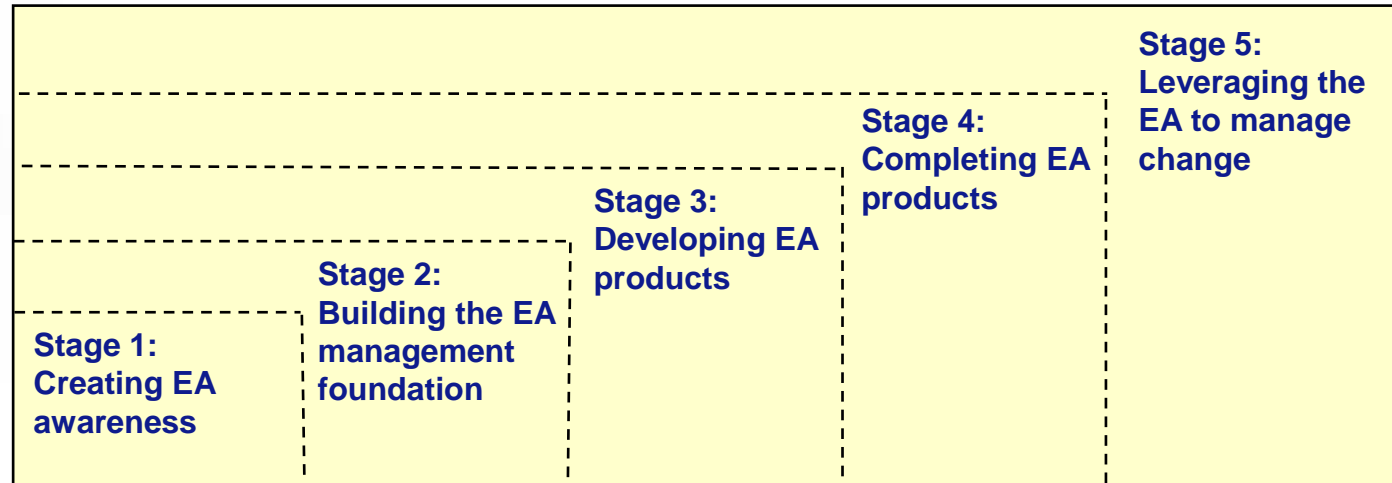 Stage 1:
Creating EA
awareness
Stage 2:
Building the EA
management
foundation
Stage 3:
Developing EA
products
Stage 4:
Completing EA
products
Stage 5:
Leveraging the
EA to manage
change